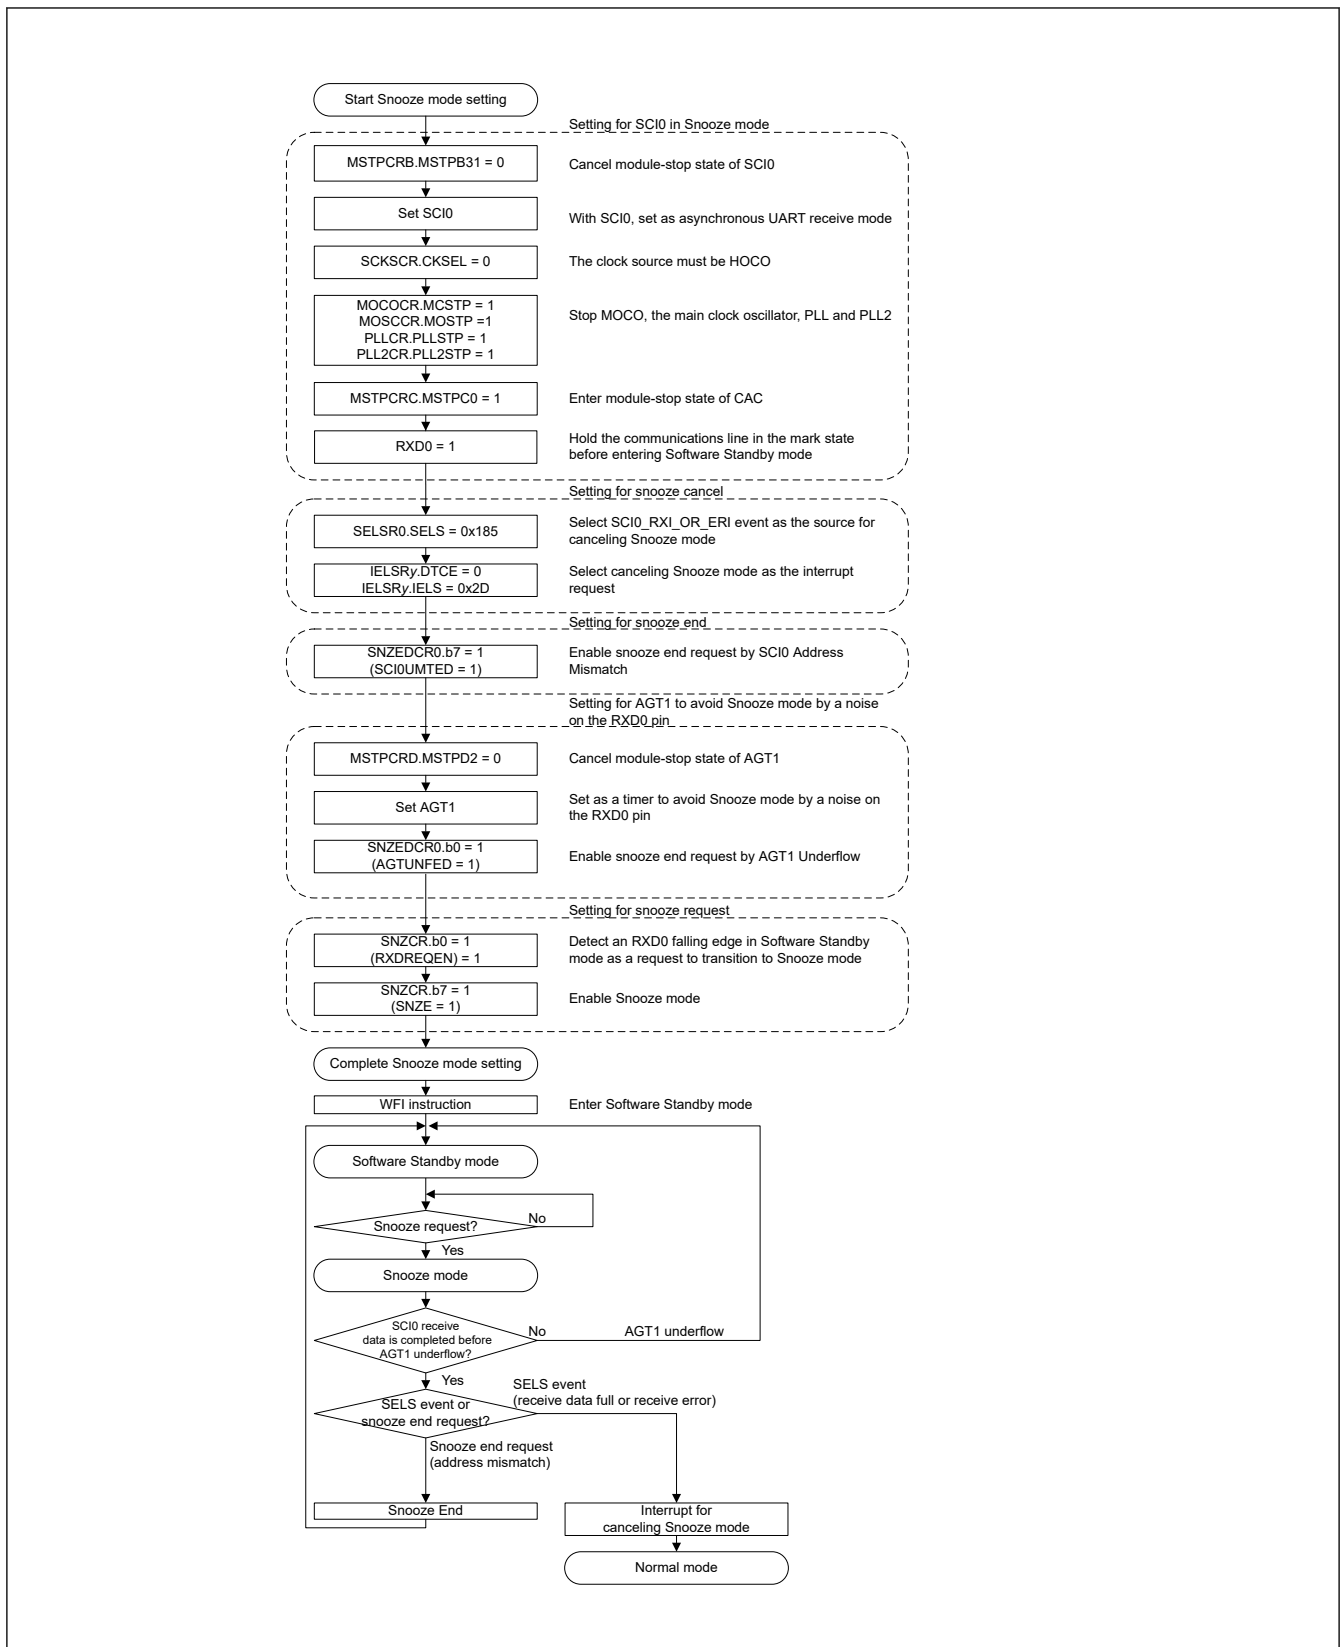 Start Snooze mode setting
Setting for SCI0 in Snooze mode
MSTPCRB.MSTPB31 = 0
Cancel module-stop state of SCI0
Set SCI0
With SCI0, set as asynchronous UART receive mode
SCKSCR.CKSEL = 0
The clock source must be HOCO
MOCOCR.MCSTP = 1
MOSCCR.MOSTP =1
PLLCR.PLLSTP = 1
PLL2CR.PLL2STP = 1
Stop MOCO, the main clock oscillator, PLL and PLL2
MSTPCRC.MSTPC0 = 1
Enter module-stop state of CAC
RXD0 = 1
Hold the communications line in the mark state
before entering Software Standby mode
Setting for snooze cancel
SELSR0.SELS = 0x185
Select SCI0_RXI_OR_ERI event as the source for
canceling Snooze mode
IELSRy.DTCE = 0
IELSRy.IELS = 0x2D
Select canceling Snooze mode as the interrupt
request
Setting for snooze end
SNZEDCR0.b7 = 1
(SCI0UMTED = 1)
Enable snooze end request by SCI0 Address
Mismatch
Setting for AGT1 to avoid Snooze mode by a noise
on the RXD0 pin
MSTPCRD.MSTPD2 = 0
Cancel module-stop state of AGT1
Set AGT1
Set as a timer to avoid Snooze mode by a noise on
the RXD0 pin
SNZEDCR0.b0 = 1
(AGTUNFED = 1)
Enable snooze end request by AGT1 Underflow
Setting for snooze request
SNZCR.b0 = 1
(RXDREQEN) = 1
Detect an RXD0 falling edge in Software Standby
mode as a request to transition to Snooze mode
SNZCR.b7 = 1
(SNZE = 1)
Enable Snooze mode
Complete Snooze mode setting
WFI instruction
Enter Software Standby mode
Software Standby mode
Snooze request?
No
Yes
Snooze mode
SCI0 receive
data is completed before
AGT1 underflow?
No
AGT1 underflow
Yes
SELS event or
snooze end request?
SELS event
(receive data full or receive error)
Snooze end request
(address mismatch)
Snooze End
Interrupt for
canceling Snooze mode
Normal mode